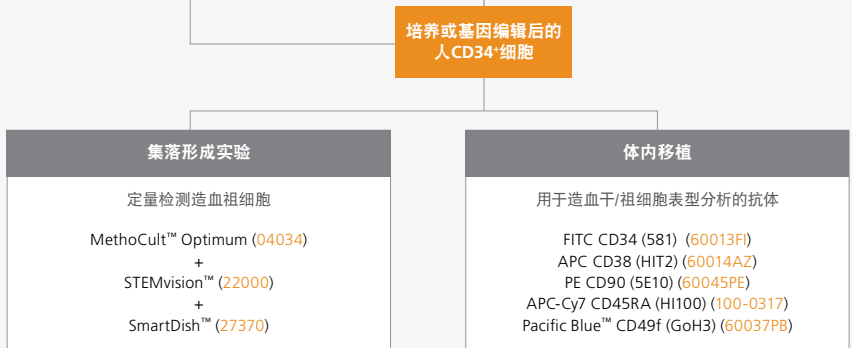 培养或基因编辑后的
人CD34⁺细胞
集落形成实验
定量检测造血祖细胞
MethoCult™ Optimum (04034)
+
STEMvision™ (22000)
+
SmartDish™ (27370)
体内移植
用于造血干/祖细胞表型分析的抗体
FITC CD34 (581) (60013FI)
APC CD38 (HIT2) (60014AZ)
PE CD90 (5E10) (60045PE)
APC-Cy7 CD45RA (HI100) (100-0317)
Pacific Blue™ CD49f (GoH3) (60037PB)